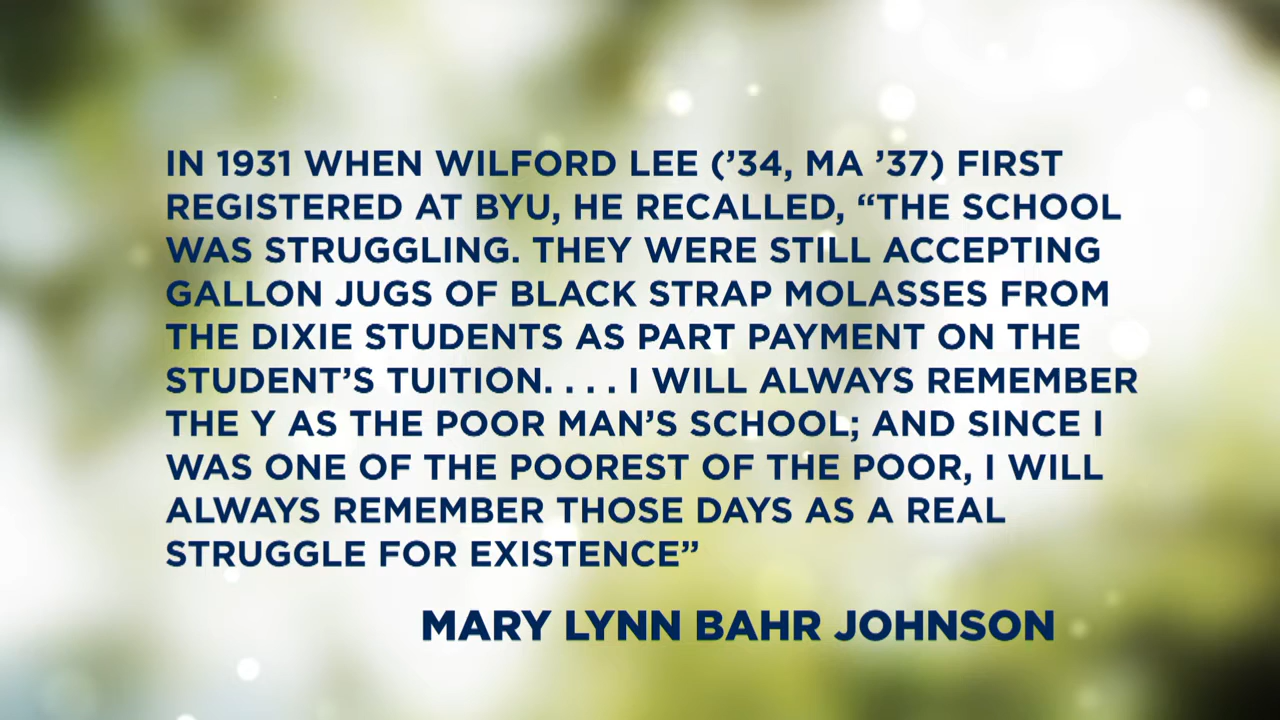 IN 1931 WHEN WILFORD LEE (’34, MA ’37) FIRST
REGISTERED AT BYU, HE RECALLED, “THE SCHOOL
WAS STRUGGLING. THEY WERE STILL ACCEPTING
GALLON JUGS OF BLACK STRAP MOLASSES FROM
THE DIXIE STUDENTS AS PART PAYMENT ON THE
STUDENT’S TUITION. . . . I WILL ALWAYS REMEMBER
THE Y AS THE POOR MAN’S SCHOOL; AND SINCE I
WAS ONE OF THE POOREST OF THE POOR, I WILL
ALWAYS REMEMBER THOSE DAYS AS A REAL
STRUGGLE FOR EXISTENCE”
MARY LYNN BAHR JOHNSON